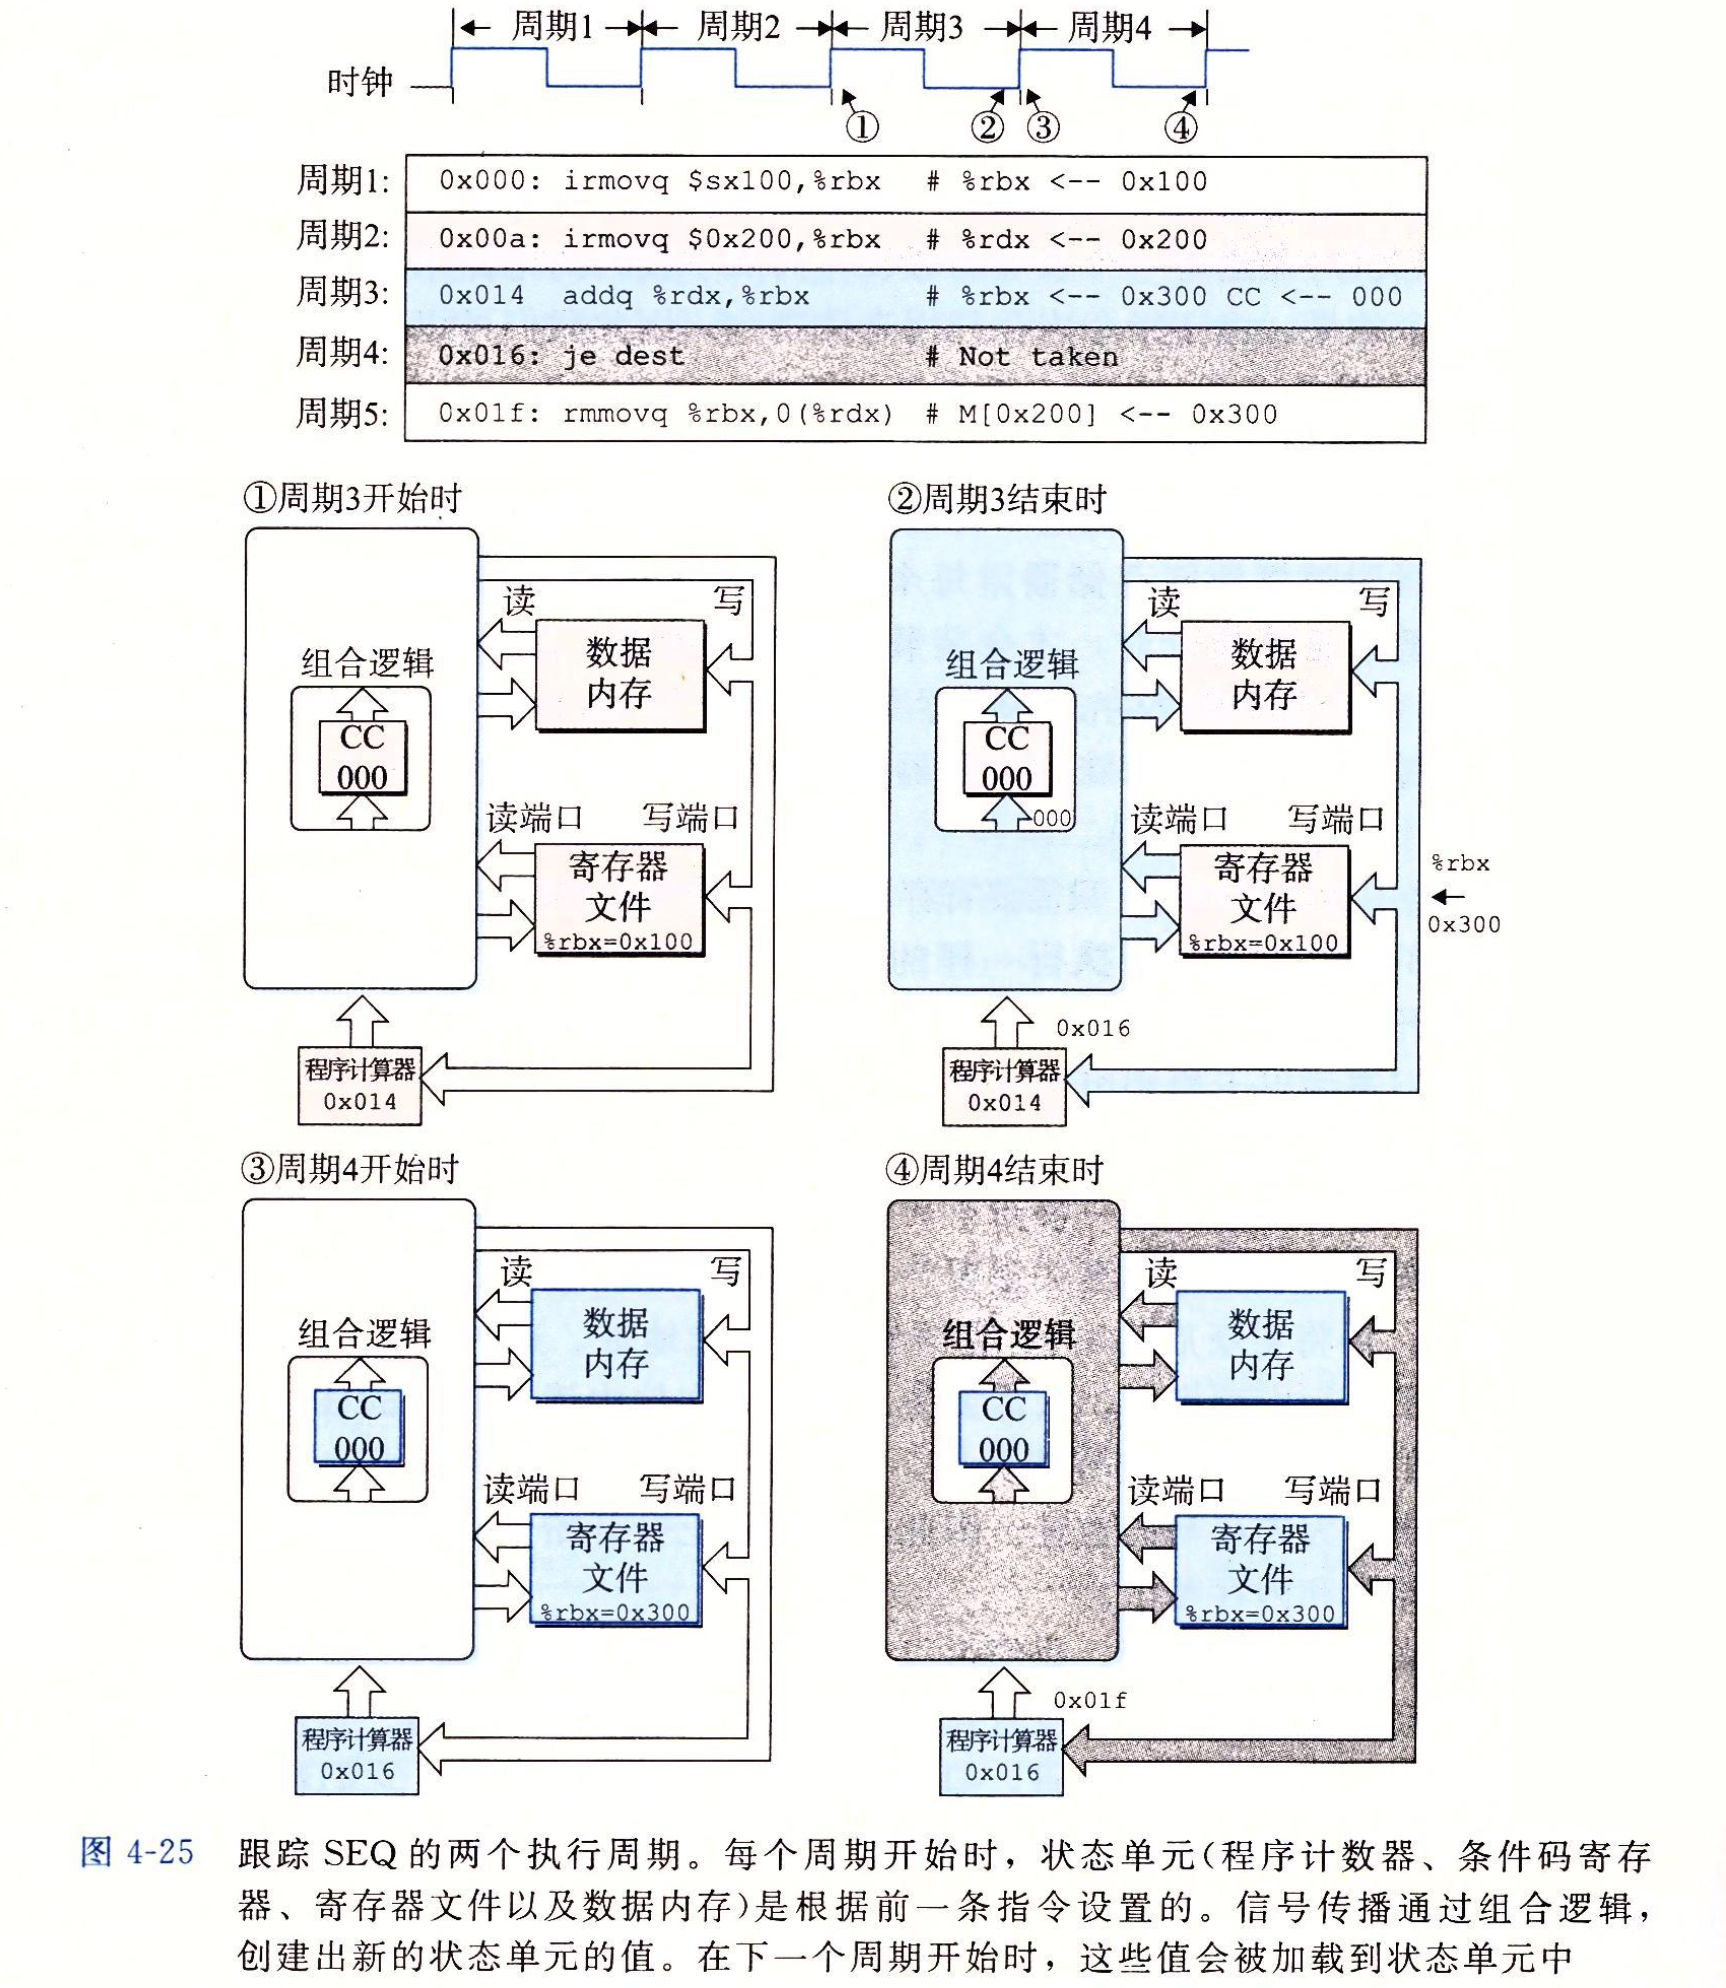 周期1 周期2 周期3 周期4
时钟
① ② ③ ④
周期1: 0x000: irmovq $sx100,%rbx # %rbx <-- 0x100
周期2: 0x00a: irmovq $0x200,%rbx # %rdx <-- 0x200
周期3: 0x014 addq %rdx,%rbx # %rbx <-- 0x300 CC <-- 000
周期4: 0x016: je dest # Not taken
周期5: 0x01f: rmmovq %rbx,0(%rdx) # M[0x200] <-- 0x300
①周期3开始时
读 写
组合逻辑
数据
内存
CC
000
读端口 写端口
寄存器
文件
%rbx=0x100
程序计算器
0x014
②周期3结束时
读 写
组合逻辑
数据
内存
CC
000
000
读端口 写端口
寄存器
文件
%rbx=0x100
%rbx
0x300
0x016
程序计算器
0x014
③周期4开始时
读 写
组合逻辑
数据
内存
CC
000
读端口 写端口
寄存器
文件
%rbx=0x300
程序计算器
0x016
④周期4结束时
读 写
组合逻辑
数据
内存
CC
000
读端口 写端口
寄存器
文件
%rbx=0x300
0x01f
程序计算器
0x016
图 4-25 跟踪 SEQ 的两个执行周期。每个周期开始时，状态单元(程序计数器、条件码寄存
器、寄存器文件以及数据内存)是根据前一条指令设置的。信号传播通过组合逻辑，
创建出新的状态单元的值。在下一个周期开始时，这些值会被加载到状态单元中